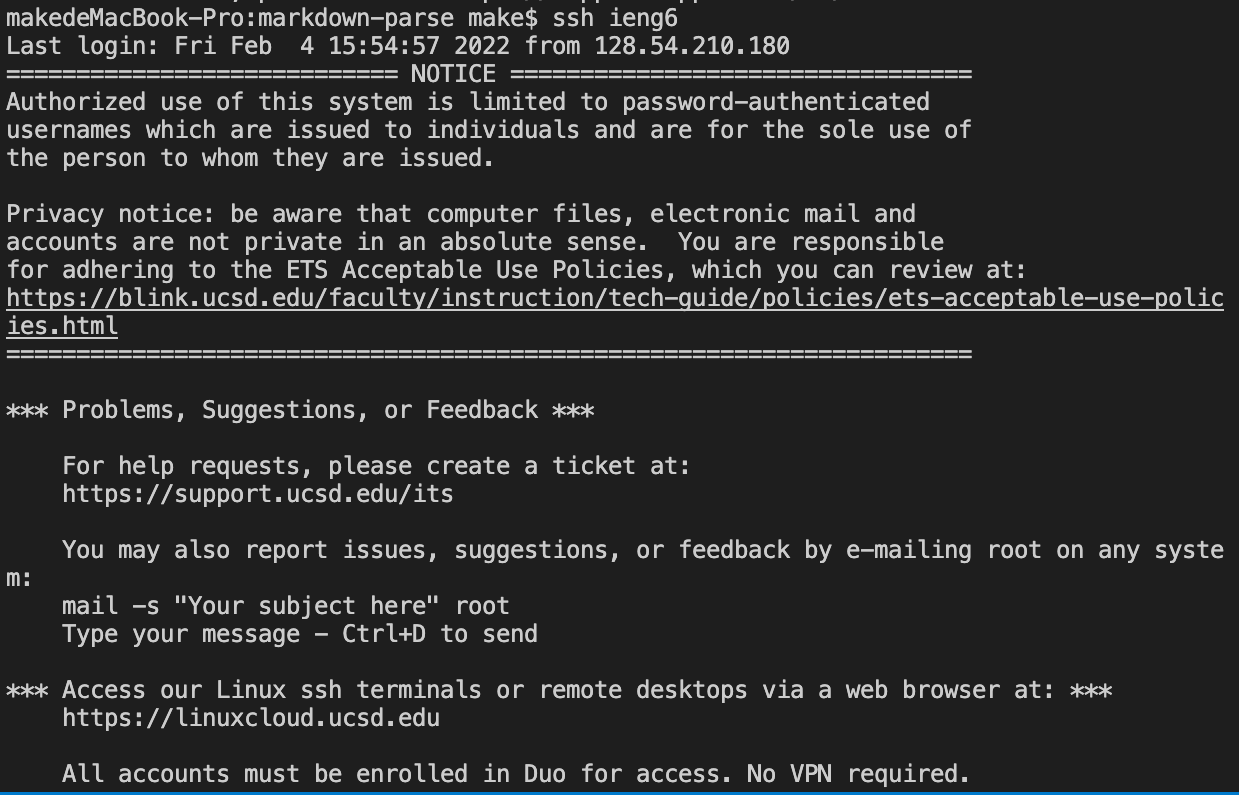 makedeMacBook-Pro:markdown-parse make$ ssh ieng6
Last login: Fri Feb  4 15:54:57 2022 from 128.54.210.180
============================ NOTICE =================================
Authorized use of this system is limited to password-authenticated
usernames which are issued to individuals and are for the sole use of
the person to whom they are issued.

Privacy notice: be aware that computer files, electronic mail and
accounts are not private in an absolute sense.  You are responsible
for adhering to the ETS Acceptable Use Policies, which you can review at:
https://blink.ucsd.edu/faculty/instruction/tech-guide/policies/ets-acceptable-use-polic
ies.html
=====================================================================

*** Problems, Suggestions, or Feedback ***

    For help requests, please create a ticket at:
    https://support.ucsd.edu/its

    You may also report issues, suggestions, or feedback by e-mailing root on any syste
m:
    mail -s "Your subject here" root
    Type your message - Ctrl+D to send

*** Access our Linux ssh terminals or remote desktops via a web browser at: ***
    https://linuxcloud.ucsd.edu

    All accounts must be enrolled in Duo for access. No VPN required.